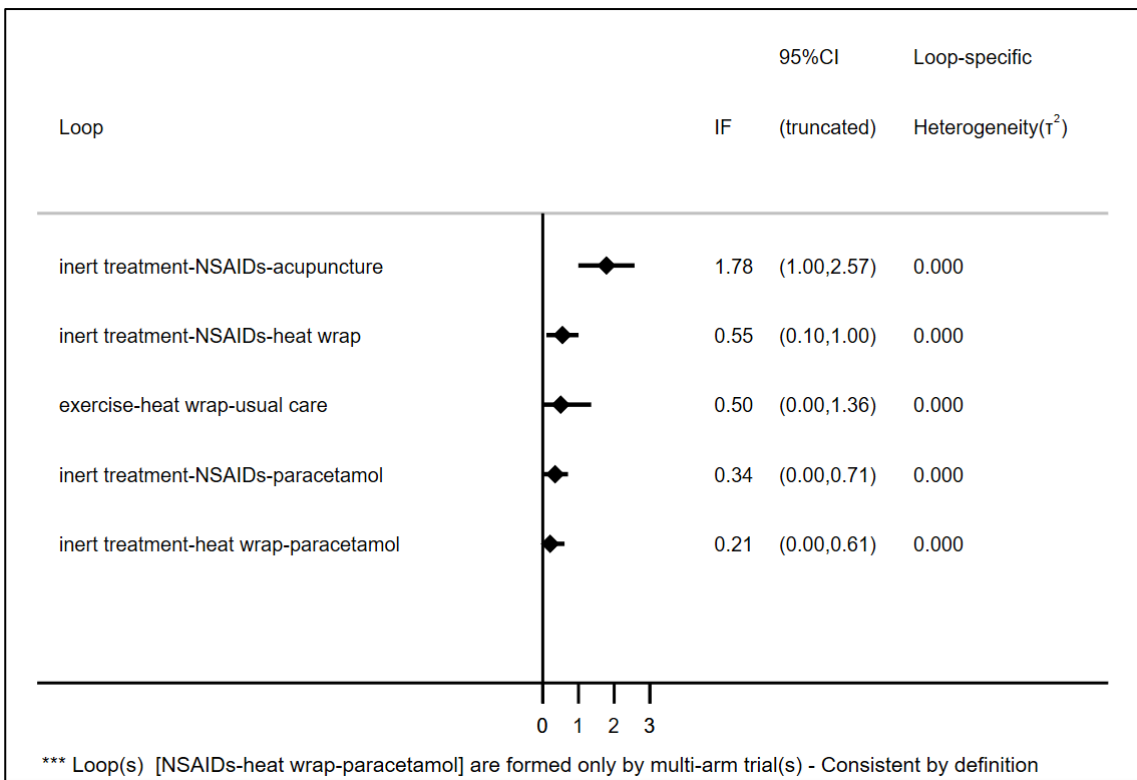 95%CI Loop-specific
Loop IF (truncated) Heterogeneity(τ²)
inert treatment-NSAIDs-acupuncture 1.78 (1.00,2.57) 0.000
inert treatment-NSAIDs-heat wrap 0.55 (0.10,1.00) 0.000
exercise-heat wrap-usual care 0.50 (0.00,1.36) 0.000
inert treatment-NSAIDs-paracetamol 0.34 (0.00,0.71) 0.000
inert treatment-heat wrap-paracetamol 0.21 (0.00,0.61) 0.000
0 1 2 3
*** Loop(s) [NSAIDs-heat wrap-paracetamol] are formed only by multi-arm trial(s) - Consistent by definition